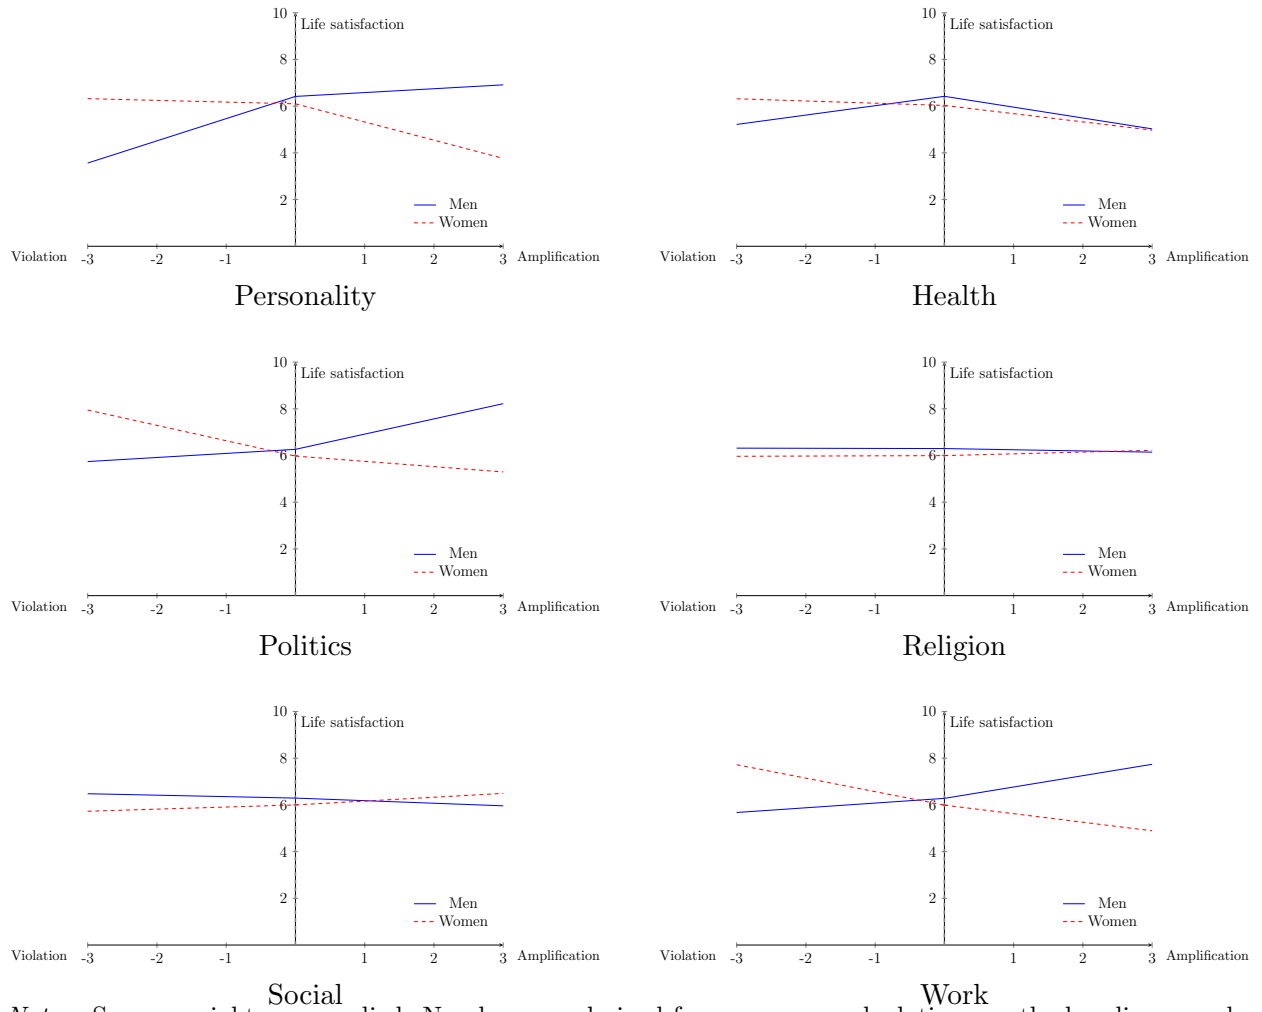 10
Life satisfaction
8
6
4
2
Men
Women
Violation -3 -2 -1 1 2 3 Amplification
Personality
10
Life satisfaction
8
6
4
2
Men
Women
Violation -3 -2 -1 1 2 3 Amplification
Health
10
Life satisfaction
8
6
4
2
Men
Women
Violation -3 -2 -1 1 2 3 Amplification
Politics
10
Life satisfaction
8
6
4
2
Men
Women
Violation -3 -2 -1 1 2 3 Amplification
Religion
10
Life satisfaction
8
6
4
2
Men
Women
Violation -3 -2 -1 1 2 3 Amplification
Social
10
Life satisfaction
8
6
4
2
Men
Women
Violation -3 -2 -1 1 2 3 Amplification
Work